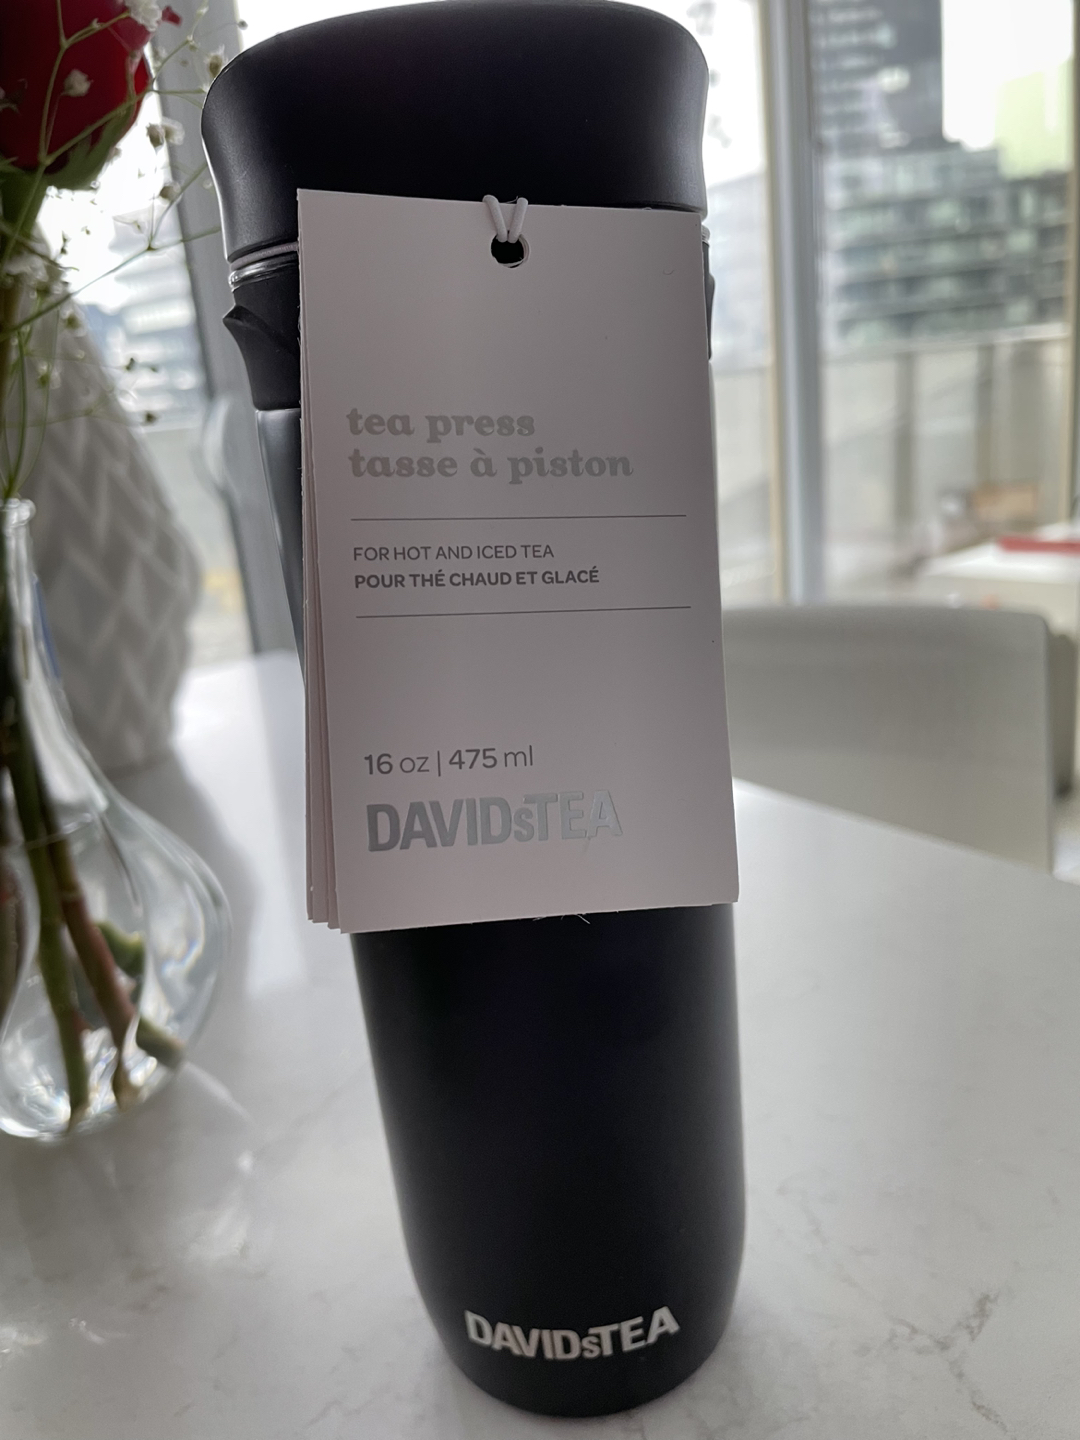 tea press
tasse à piston
FOR HOT AND ICED TEA
POUR THÉ CHAUD ET GLACÉ
16 oz | 475 ml
DAVIDsTEA
DAVIDsTEA